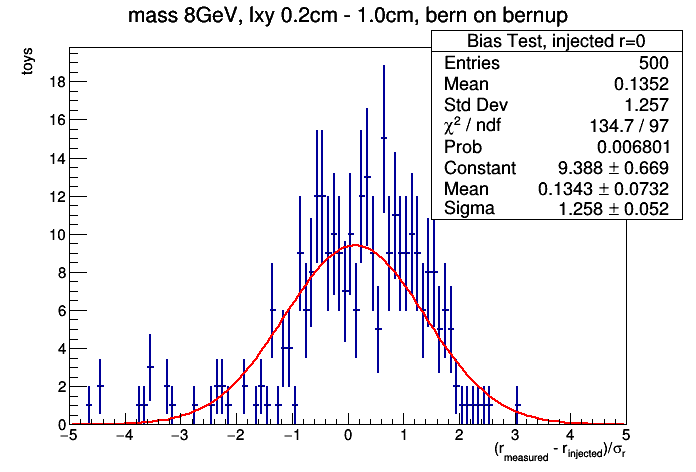 mass 8GeV, lxy 0.2cm - 1.0cm, bern on bernup
Bias Test, injected r=0
Entries 500
Mean 0.1352
Std Dev 1.257
χ² / ndf 134.7 / 97
Prob 0.006801
Constant 9.388 ± 0.669
Mean 0.1343 ± 0.0732
Sigma 1.258 ± 0.052
toys
18
16
14
12
10
8
6
4
2
0
−5 −4 −3 −2 −1 0 1 2 3 4 5
(r_measured - r_injected)/σ_r